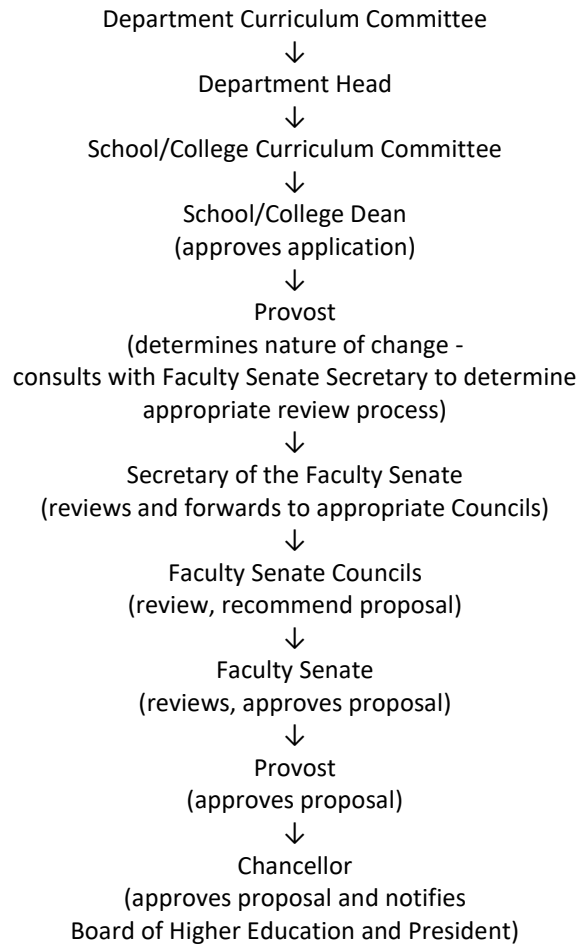 Department Curriculum Committee
↓
Department Head
↓
School/College Curriculum Committee
↓
School/College Dean
(approves application)
↓
Provost
(determines nature of change -
consults with Faculty Senate Secretary to determine
appropriate review process)
↓
Secretary of the Faculty Senate
(reviews and forwards to appropriate Councils)
↓
Faculty Senate Councils
(review, recommend proposal)
↓
Faculty Senate
(reviews, approves proposal)
↓
Provost
(approves proposal)
↓
Chancellor
(approves proposal and notifies
Board of Higher Education and President)